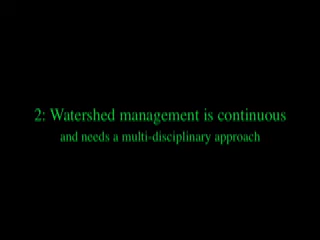 2: Watershed management is continuous
and needs a multi-disciplinary approach